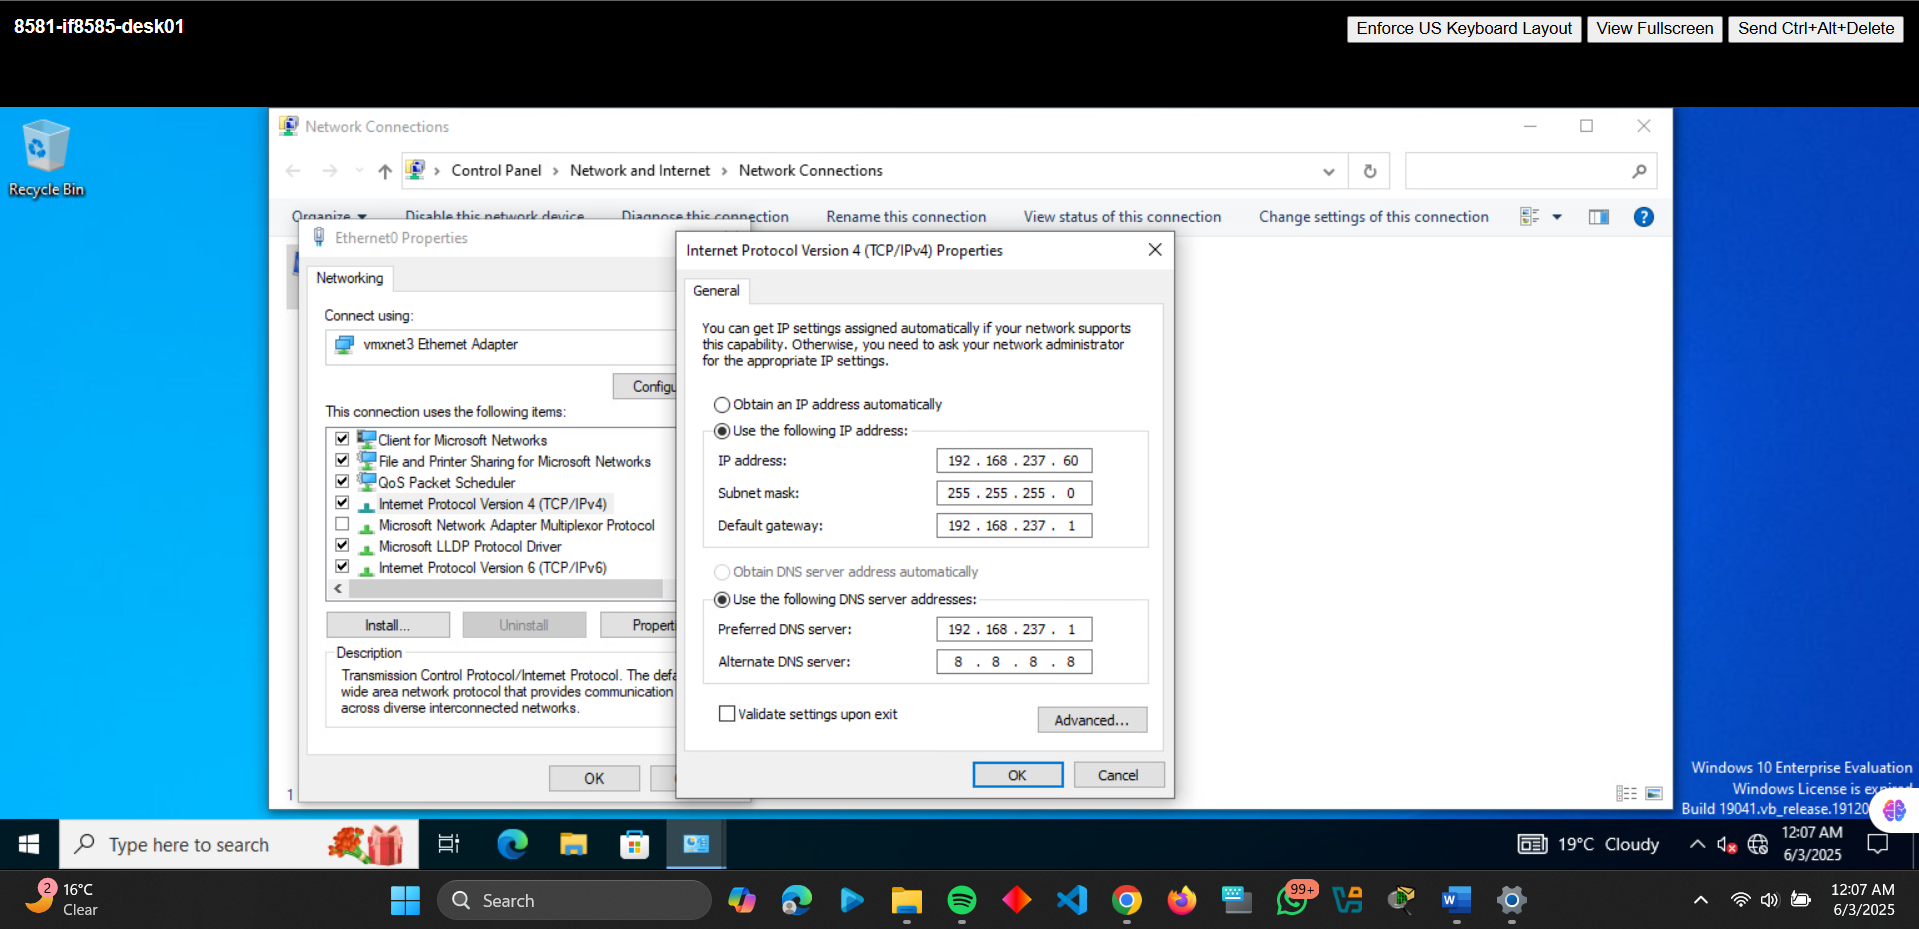 8581-if8585-desk01
Enforce US Keyboard Layout
View Fullscreen
Send Ctrl+Alt+Delete
Recycle Bin
Network Connections
Control Panel > Network and Internet > Network Connections
Organize
Disable this network device
Diagnose this connection
Rename this connection
View status of this connection
Change settings of this connection
Ethernet0 Properties
Networking
Connect using:
vmxnet3 Ethernet Adapter
This connection uses the following items:
Client for Microsoft Networks
File and Printer Sharing for Microsoft Networks
QoS Packet Scheduler
Internet Protocol Version 4 (TCP/IPv4)
Microsoft Network Adapter Multiplexor Protocol
Microsoft LLDP Protocol Driver
Internet Protocol Version 6 (TCP/IPv6)
Install...
Uninstall
Description
Transmission Control Protocol/Internet Protocol. The
wide area network protocol that provides communication
across diverse interconnected networks.
OK
1
Internet Protocol Version 4 (TCP/IPv4) Properties
General
You can get IP settings assigned automatically if your network supports
this capability. Otherwise, you need to ask your network administrator
for the appropriate IP settings.
Obtain an IP address automatically
Use the following IP address:
IP address: 192 . 168 . 237 . 60
Subnet mask: 255 . 255 . 255 . 0
Default gateway: 192 . 168 . 237 . 1
Obtain DNS server address automatically
Use the following DNS server addresses:
Preferred DNS server: 192 . 168 . 237 . 1
Alternate DNS server: 8 . 8 . 8 . 8
Validate settings upon exit
Advanced...
OK
Cancel
Windows 10 Enterprise Evaluation
Windows License is expired
Build 19041.vb_release.19120
Type here to search
19°C Cloudy
12:07 AM
6/3/2025
2
16°C
Clear
Search
99+
12:07 AM
6/3/2025